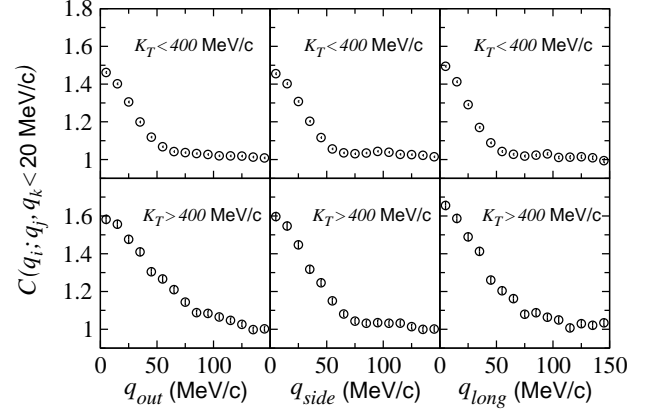 1.8
K_T < 400 MeV/c K_T < 400 MeV/c K_T < 400 MeV/c
1.6
1.4
1.2
1
K_T > 400 MeV/c K_T > 400 MeV/c K_T > 400 MeV/c
1.6
1.4
1.2
1
C(q_i; q_j, q_k < 20 MeV/c)
0 50 100 0 50 100 0 50 100 150
q_out (MeV/c) q_side (MeV/c) q_long (MeV/c)